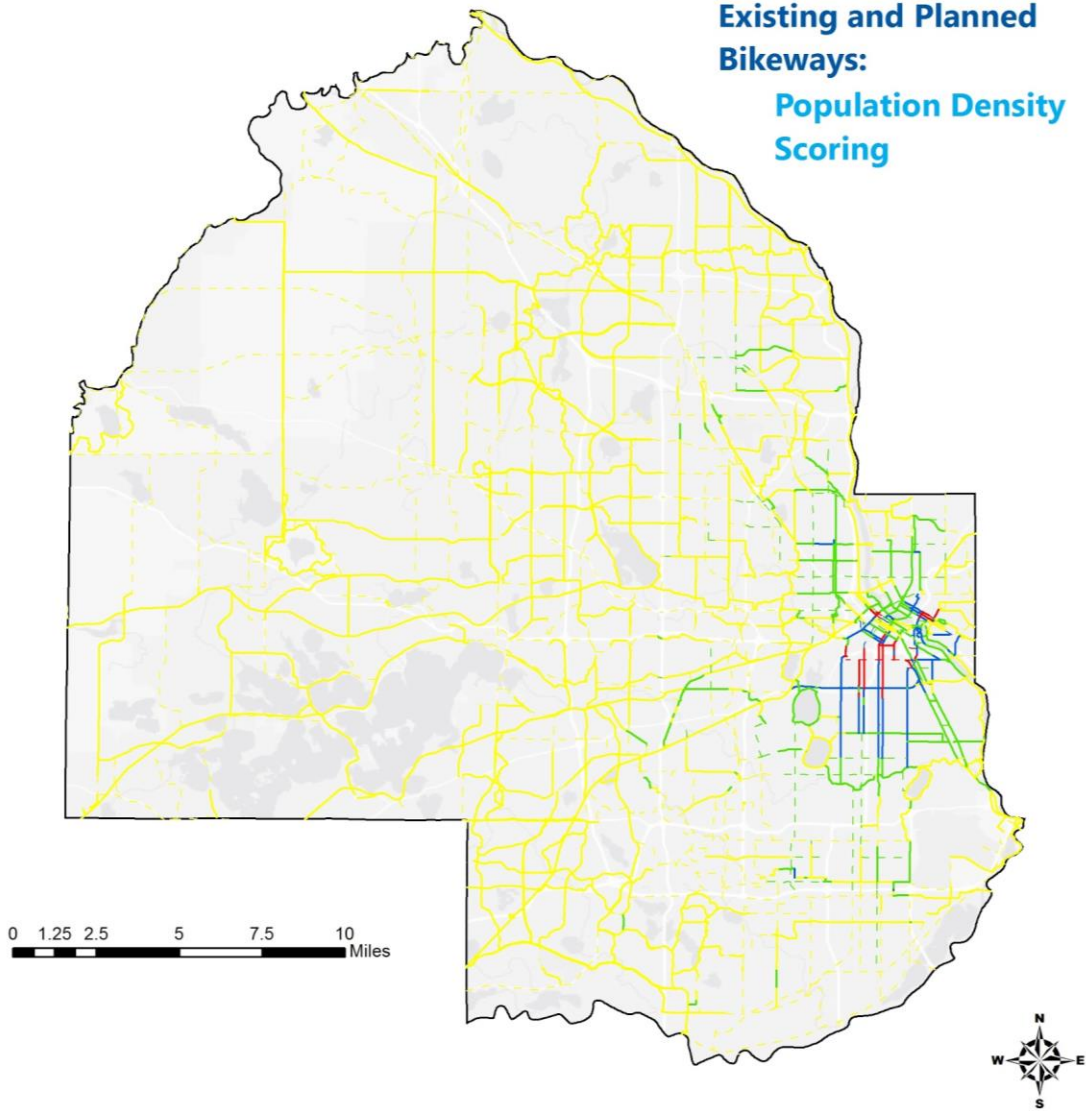 Existing and Planned
Bikeways:
Population Density
Scoring
0 1.25 2.5 5 7.5 10
Miles
N
W E
S